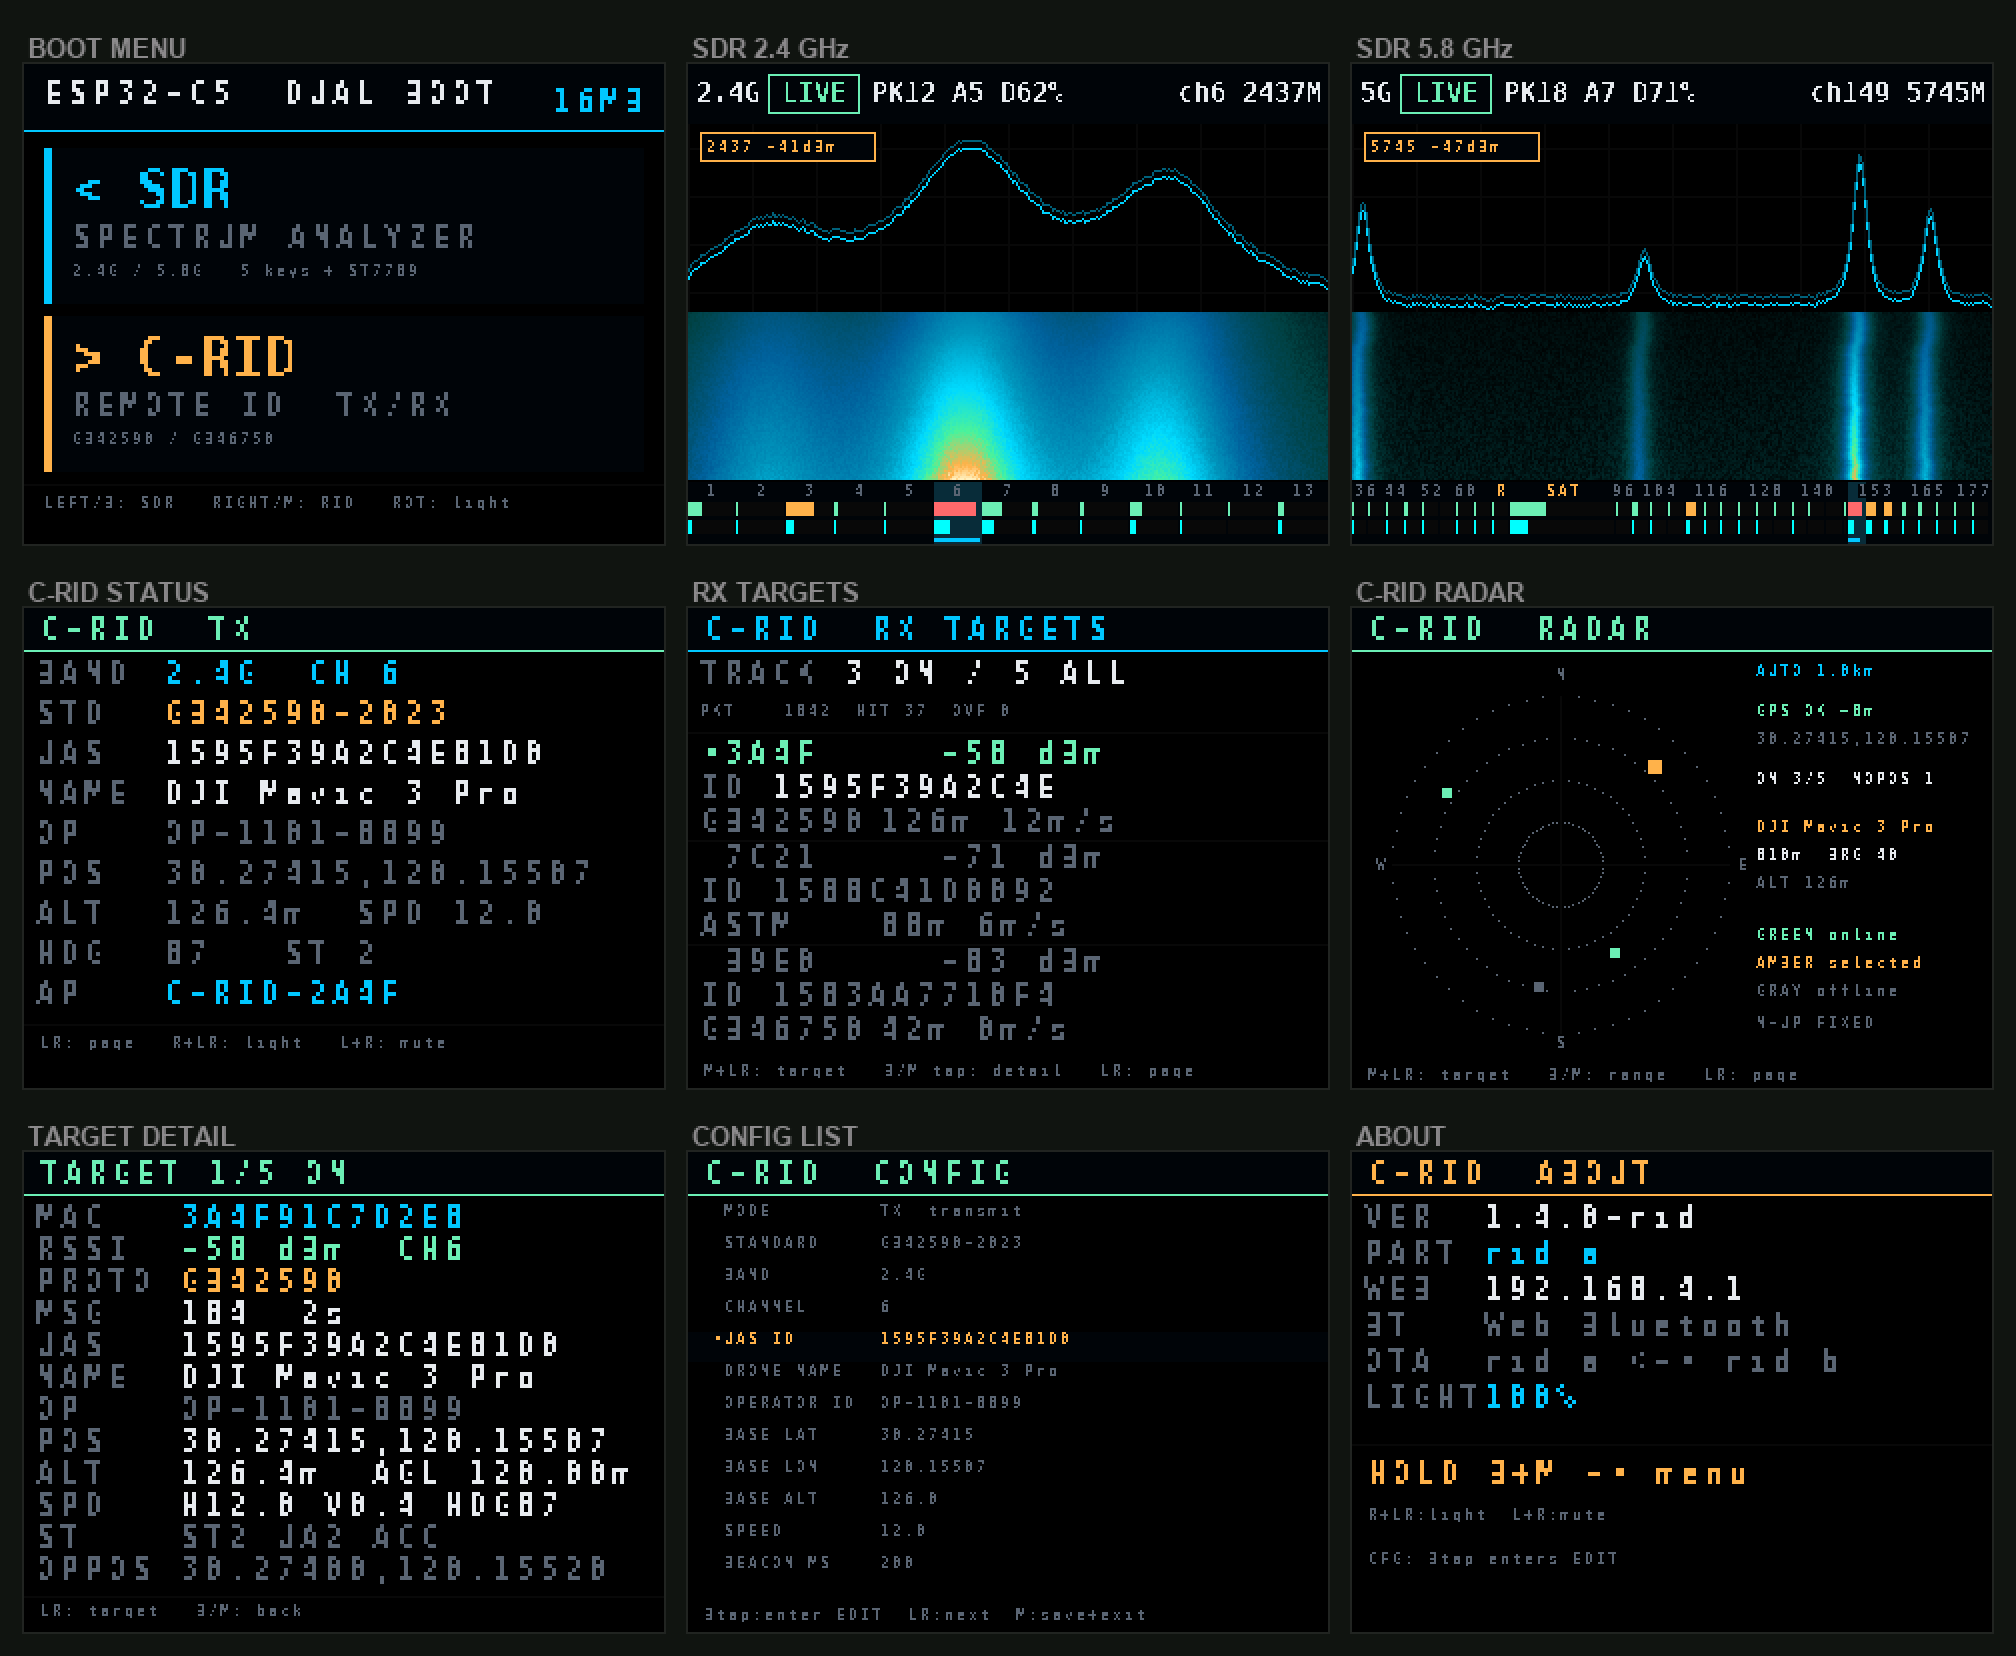 BOOT MENU
ESP32-C5 DUAL BOOT 16MB
< SDR
SPECTRUM ANALYZER
2.4G / 5.8G 5 keys + ST7789
> C-RID
REMOTE ID TX/RX
GB42590 / GB46750
LEFT/B: SDR RIGHT/M: RID ROT: light
SDR 2.4 GHz
2.4G LIVE PK12 A5 D62% ch6 2437M
2437 -41dBm
1 2 3 4 5 6 7 8 9 10 11 12 13
SDR 5.8 GHz
5G LIVE PK18 A7 D71% ch149 5745M
5745 -47dBm
36 44 52 60 R SAT 96 104 116 128 140 153 165 177
C-RID STATUS
C-RID TX
BAND 2.4G CH 6
STD GB42590-2023
UAS 1595F39A2C4E81D0
NAME DJI Mavic 3 Pro
OP OP-1101-8899
POS 30.27415,120.15507
ALT 126.4m SPD 12.0
HDG 87 ST 2
AP C-RID-2A4F
LR: page R+LR: light L+R: mute
RX TARGETS
C-RID RX TARGETS
TRACK 3 ON / 5 ALL
PKT 1842 HIT 37 OVF 0
•3A4F -58 dBm
ID 1595F39A2C4E
GB42590 126m 12m/s
7C21 -71 dBm
ID 1588C41D0B92
ASTM 88m 6m/s
39E0 -83 dBm
ID 1583AA7710F4
GB46750 42m 0m/s
M+LR: target B/M tap: detail LR: page
C-RID RADAR
C-RID RADAR
N
W
E
S
AUTO 1.0km
GPS OK ~8m
30.27415,120.15507
ON 3/5 NOPOS 1
DJI Mavic 3 Pro
810m BRG 40
ALT 126m
GREEN online
AMBER selected
GRAY offline
N-UP FIXED
M+LR: target B/M: range LR: page
TARGET DETAIL
TARGET 1/5 ON
MAC 3A4F91C7D2E8
RSSI -58 dBm CH6
PROTO GB42590
MSG 184 2s
UAS 1595F39A2C4E81D0
NAME DJI Mavic 3 Pro
OP OP-1101-8899
POS 30.27415,120.15507
ALT 126.4m AGL 120.00m
SPD H12.0 V0.4 HDG87
ST ST2 UA2 ACC
OPPOS 30.27400,120.15520
LR: target B/M: back
CONFIG LIST
C-RID CONFIG
MODE TX transmit
STANDARD GB42590-2023
BAND 2.4G
CHANNEL 6
•UAS ID 1595F39A2C4E81D0
DRONE NAME DJI Mavic 3 Pro
OPERATOR ID OP-1101-8899
BASE LAT 30.27415
BASE LON 120.15507
BASE ALT 126.0
SPEED 12.0
BEACON MS 200
Btap:enter EDIT LR:next M:save+exit
ABOUT
C-RID ABOUT
VER 1.4.0-rid
PART rid a
WEB 192.168.4.1
BT Web Bluetooth
OTA rid a <-> rid b
LIGHT 100%
HOLD B+M -> menu
R+LR:light L+R:mute
CFG: Btap enters EDIT